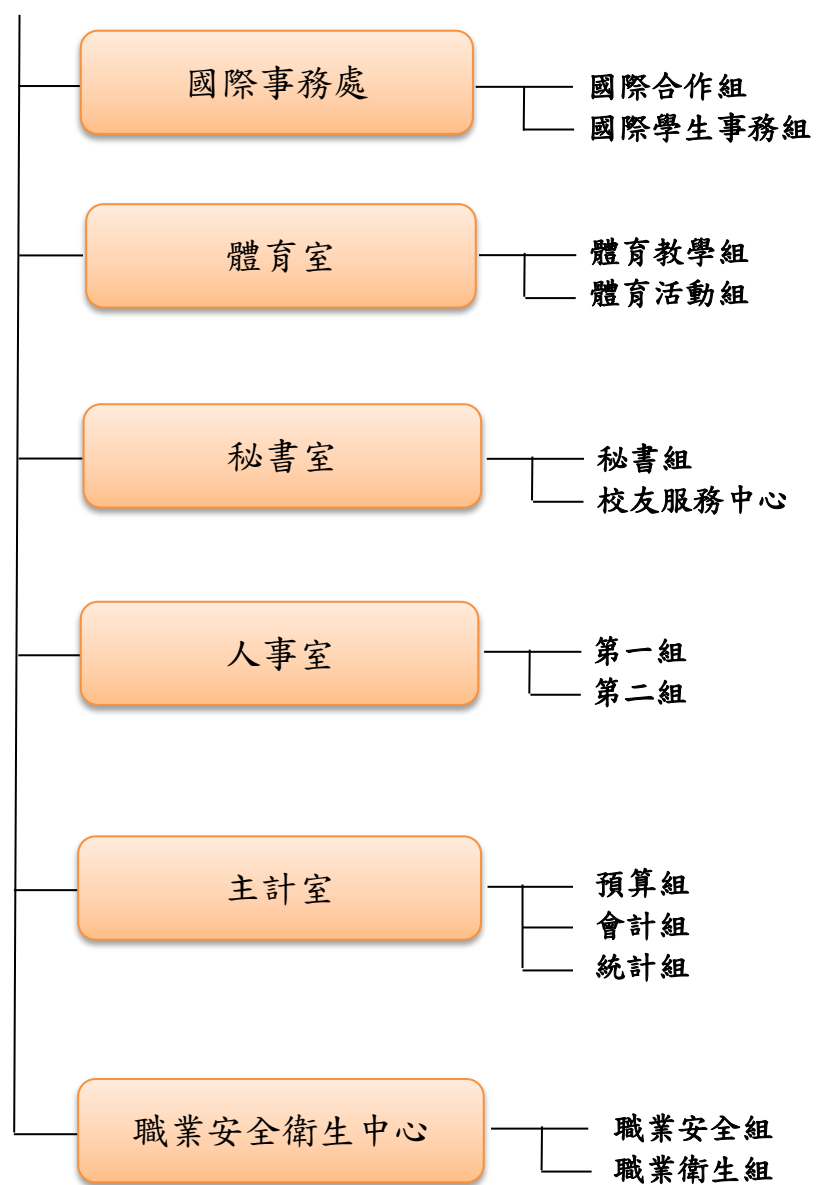 國際事務處
國際合作組
國際學生事務組
體育室
體育教學組
體育活動組
秘書室
秘書組
校友服務中心
人事室
第一組
第二組
主計室
預算組
會計組
統計組
職業安全衛生中心
職業安全組
職業衛生組